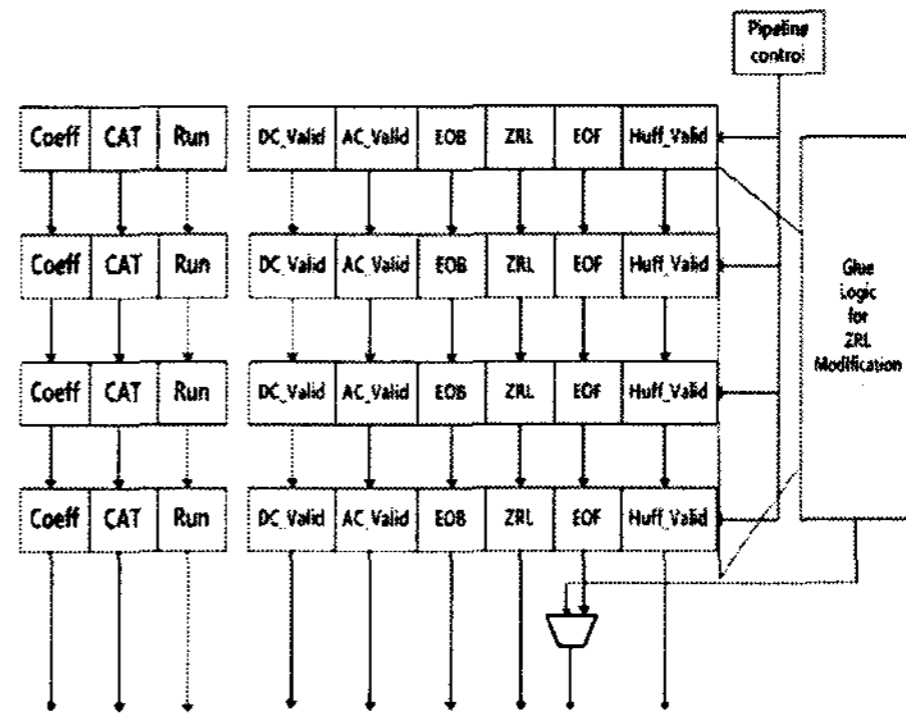 Pipeline
control
Coeff CAT Run DC_Valid AC_Valid EOB ZRL EOF Huff_Valid
Coeff CAT Run DC_Valid AC_Valid EOB ZRL EOF Huff_Valid
Glue
Logic
for
ZRL
Modification
Coeff CAT Run DC_Valid AC_Valid EOB ZRL EOF Huff_Valid
Coeff CAT Run DC_Valid AC_Valid EOB ZRL EOF Huff_Valid